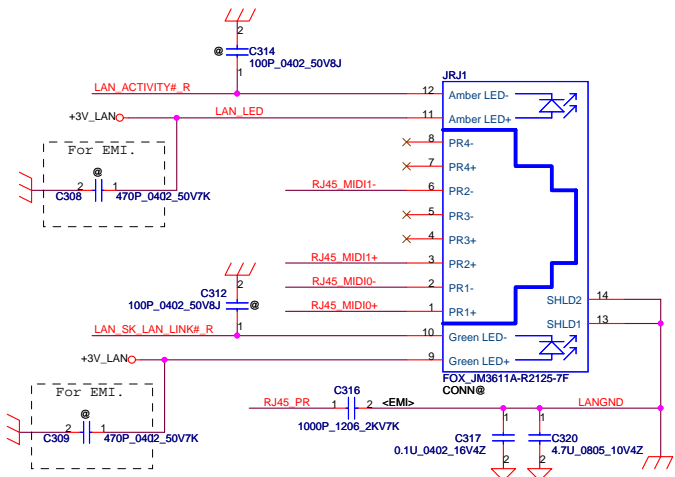 2
@ C314
100P_0402_50V8J
1
JRJ1
LAN_ACTIVITY#_R
12 Amber LED-
+3V_LAN
LAN_LED
11 Amber LED+
For EMI.
8 PR4-
@
7 PR4+
2 1
C308
470P_0402_50V7K
RJ45_MIDI1-
6 PR2-
5 PR3-
4 PR3+
RJ45_MIDI1+
3 PR2+
2
C312
100P_0402_50V8J @
1
RJ45_MIDI0-
2 PR1-
RJ45_MIDI0+
1 PR1+
SHLD2 14
SHLD1 13
LAN_SK_LAN_LINK#_R
10 Green LED-
+3V_LAN
9 Green LED+
FOX_JM3611A-R2125-7F
CONN@
For EMI.
@
2 1
C309
470P_0402_50V7K
RJ45_PR
C316
1 2 <EMI>
1000P_1206_2KV7K
LANGND
1
C317
0.1U_0402_16V4Z
2
1
C320
4.7U_0805_10V4Z
2